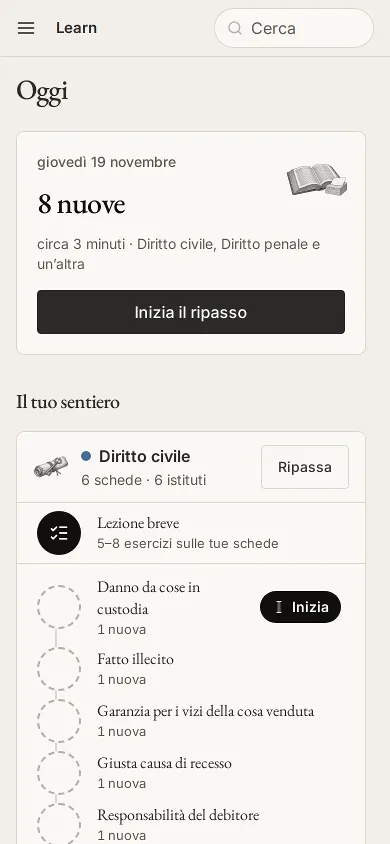 Learn
Cerca
Oggi
giovedì 19 novembre
8 nuove
circa 3 minuti · Diritto civile, Diritto penale e
un’altra
Inizia il ripasso
Il tuo sentiero
Diritto civile
6 schede · 6 istituti
Ripassa
Lezione breve
5–8 esercizi sulle tue schede
Danno da cose in
custodia
1 nuova
Inizia
Fatto illecito
1 nuova
Garanzia per i vizi della cosa venduta
1 nuova
Giusta causa di recesso
1 nuova
Responsabilità del debitore
1 nuova